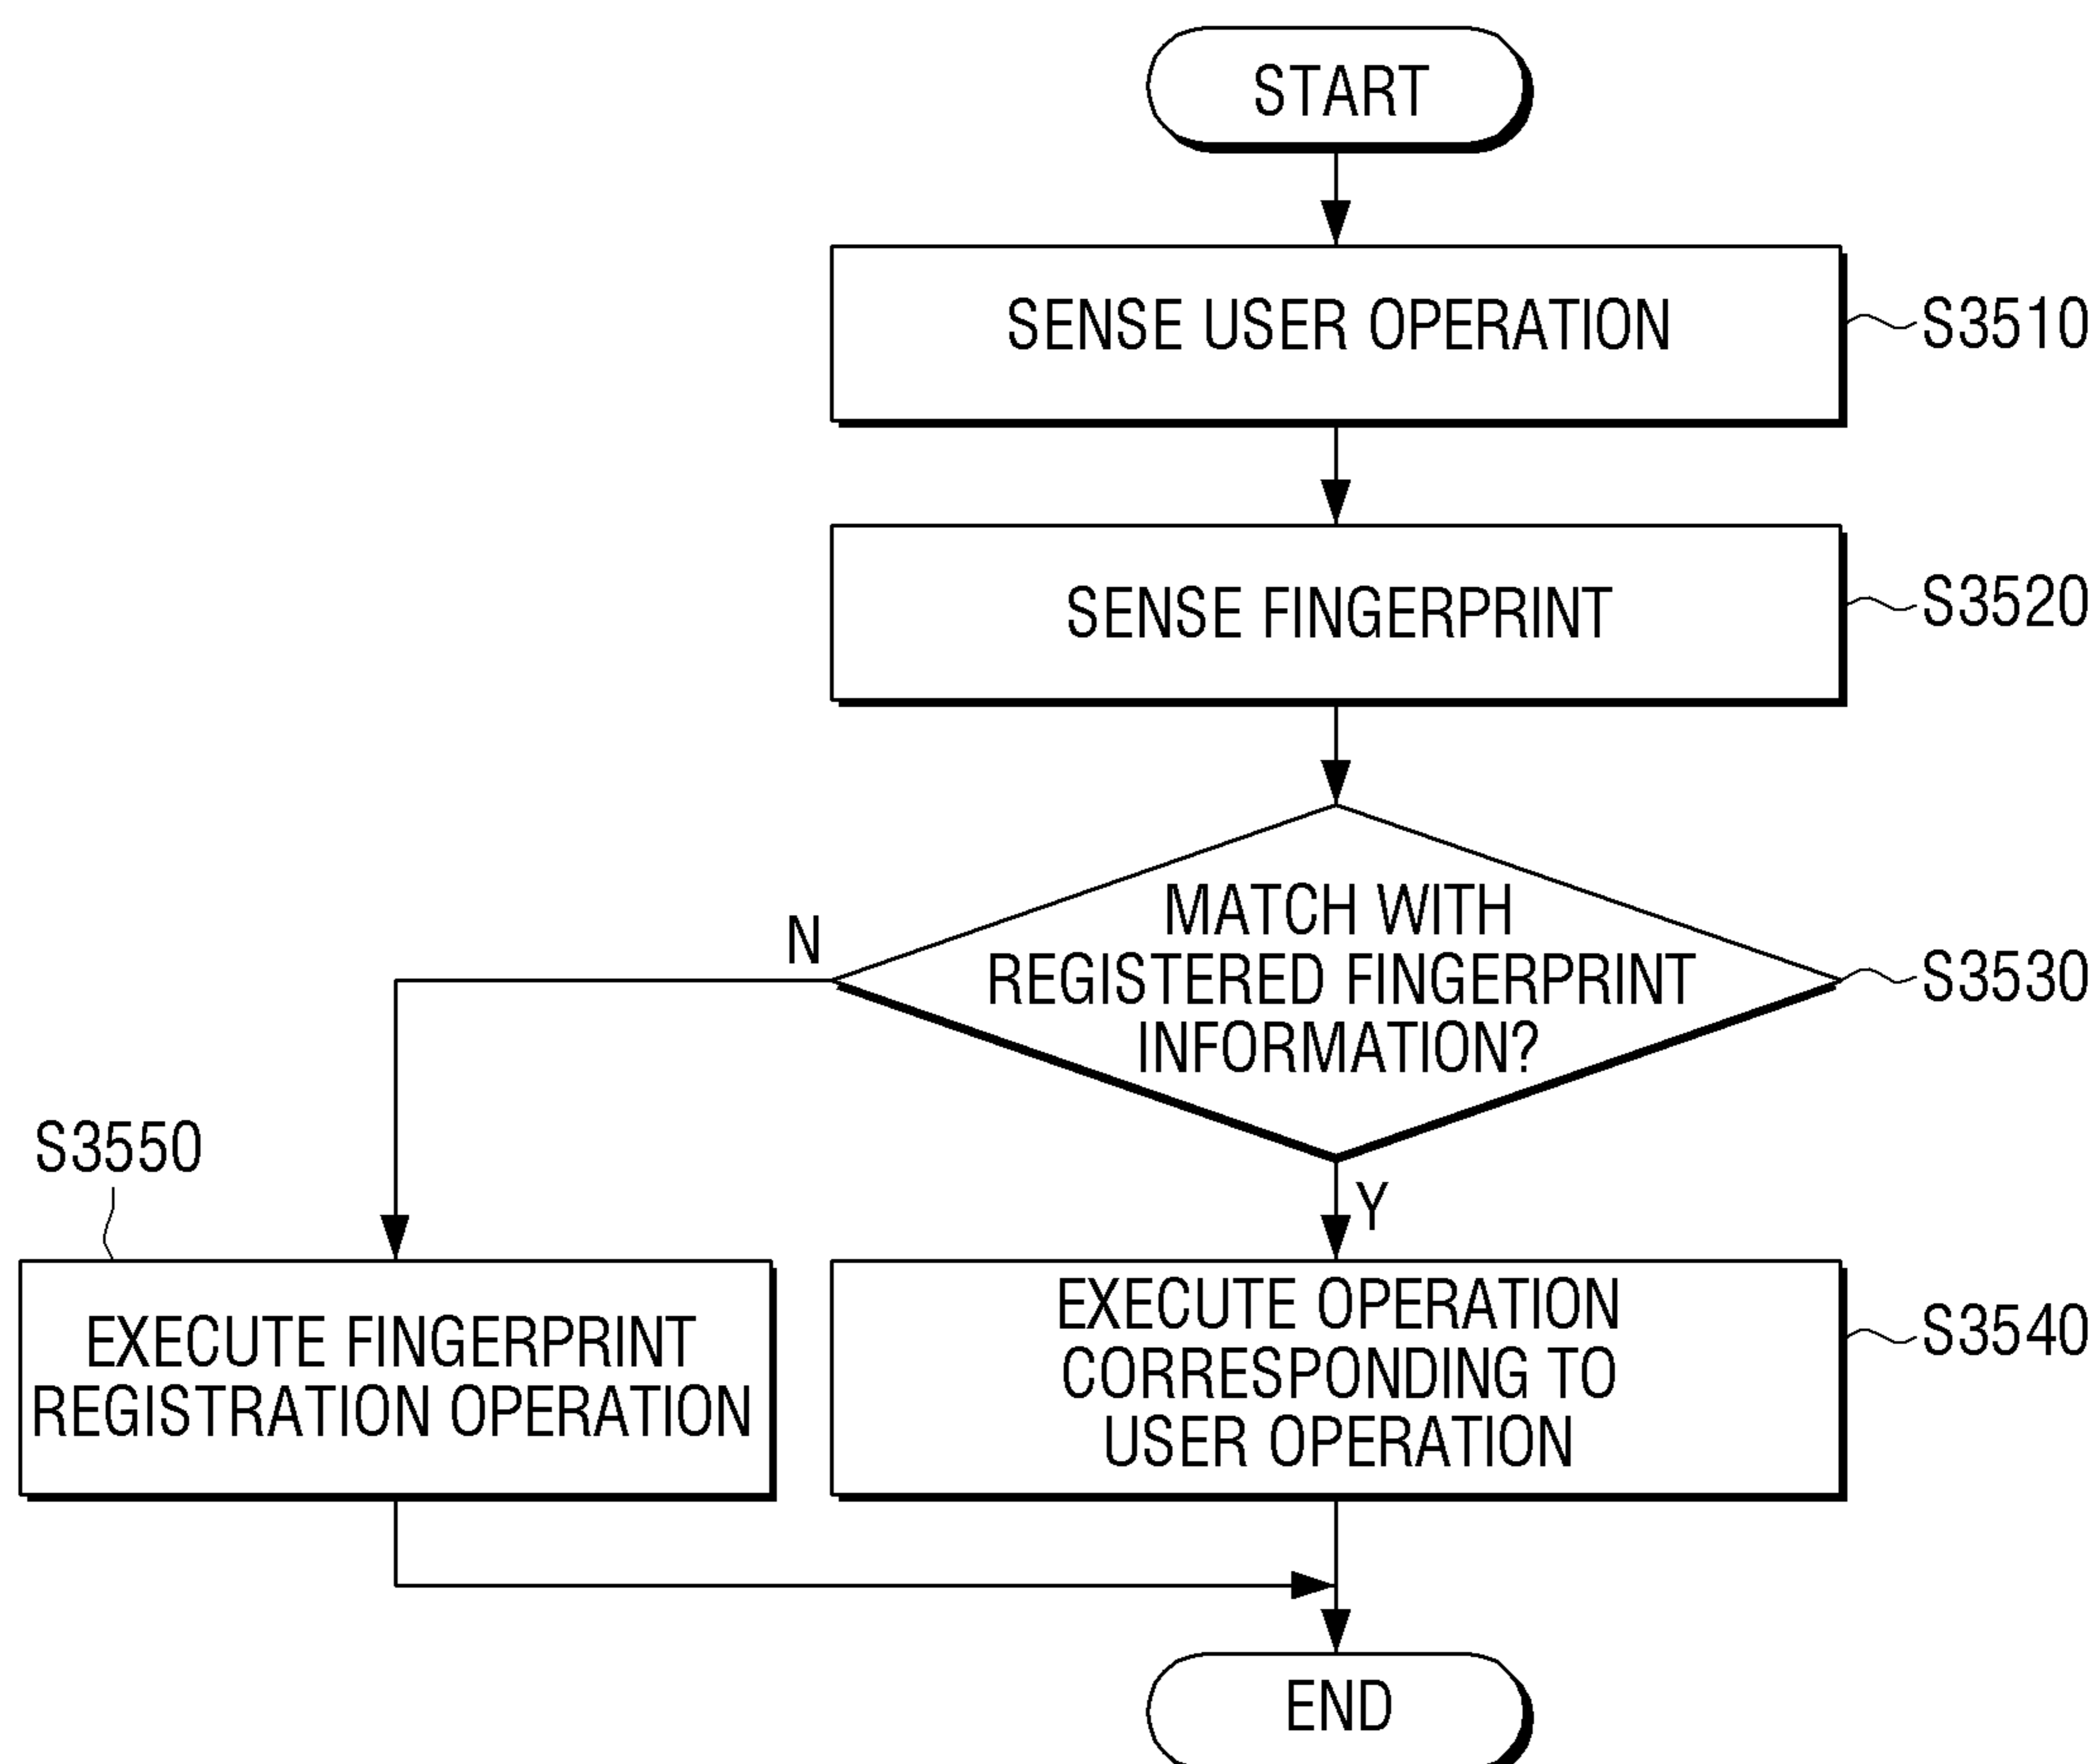 START
SENSE USER OPERATION
S3510
SENSE FINGERPRINT
S3520
MATCH WITH
REGISTERED FINGERPRINT
INFORMATION?
S3530
N
Y
S3550
EXECUTE FINGERPRINT
REGISTRATION OPERATION
EXECUTE OPERATION
CORRESPONDING TO
USER OPERATION
S3540
END